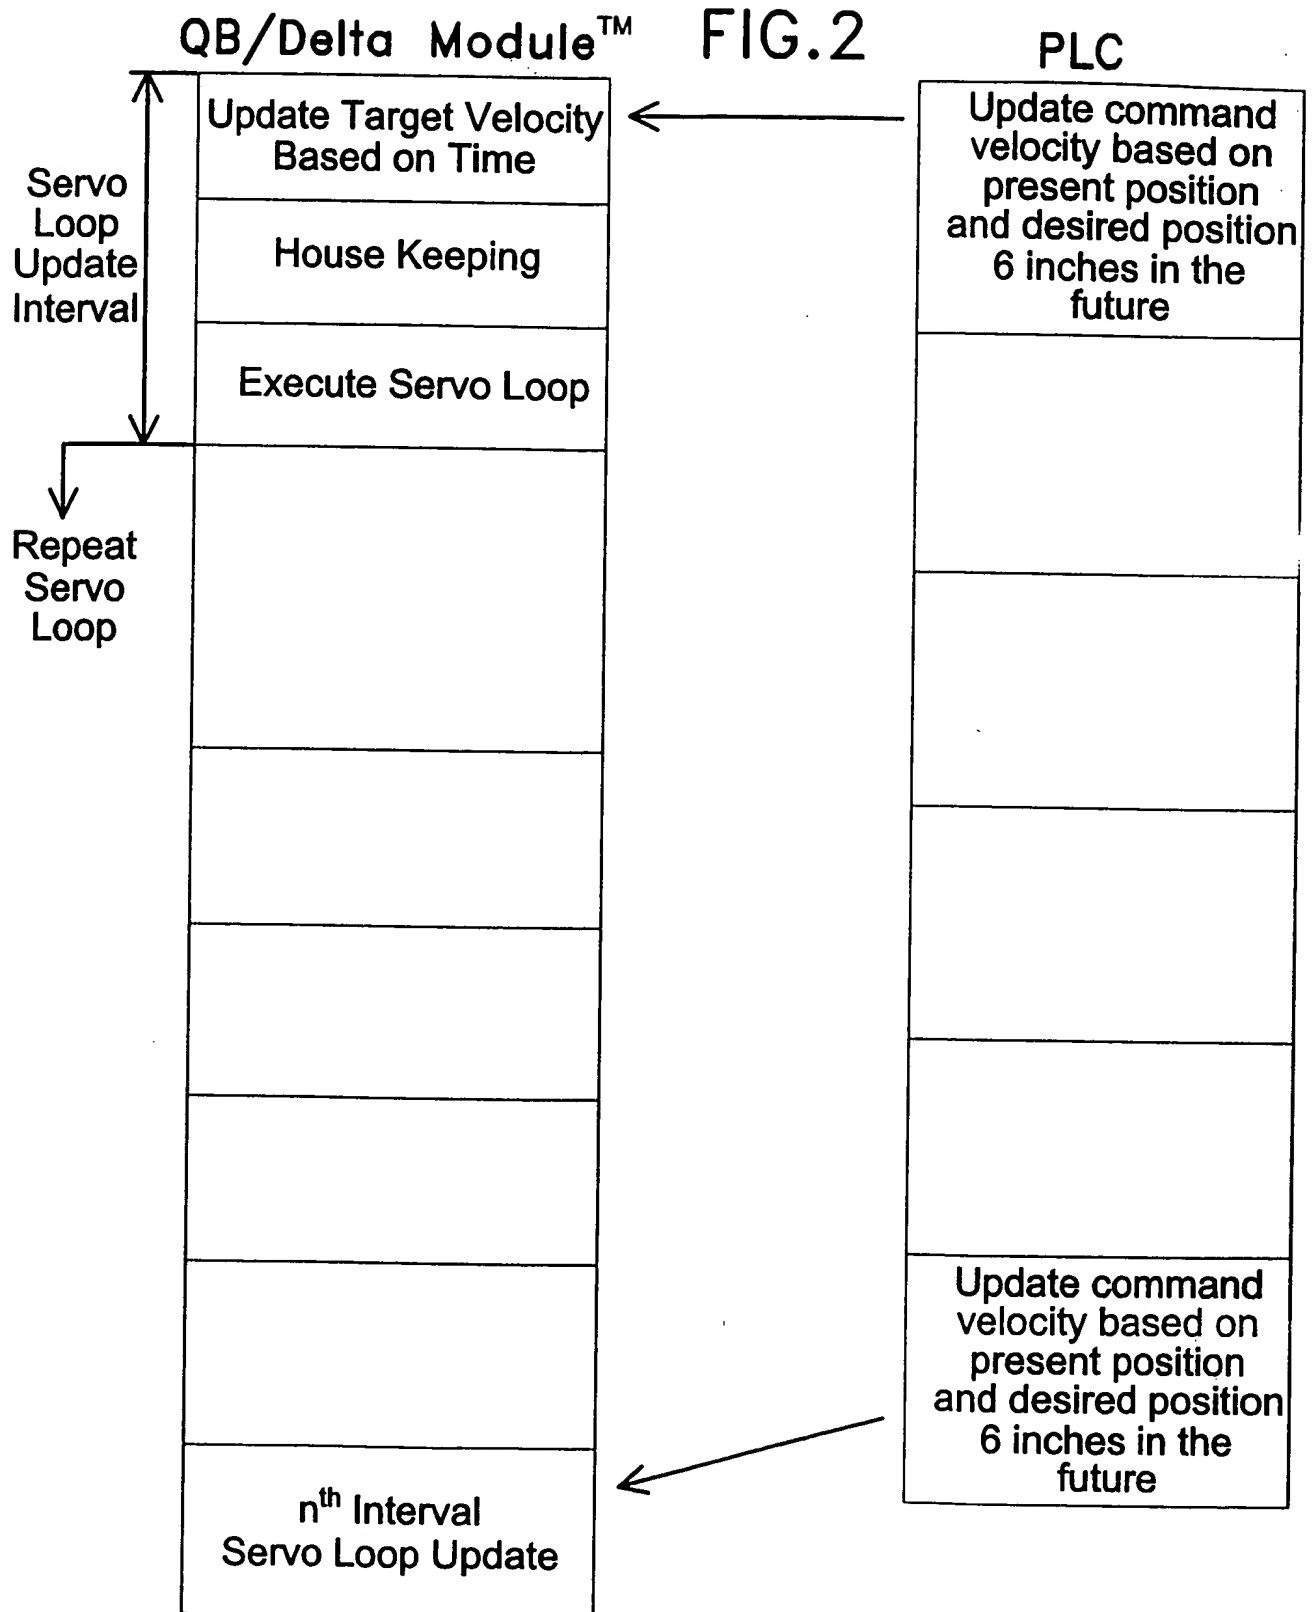 QB/Delta Module™
FIG.2
PLC
Servo
Loop
Update
Interval
Update Target Velocity
Based on Time
House Keeping
Execute Servo Loop
Repeat
Servo
Loop
Update command
velocity based on
present position
and desired position
6 inches in the
future
Update command
velocity based on
present position
and desired position
6 inches in the
future
nth Interval
Servo Loop Update